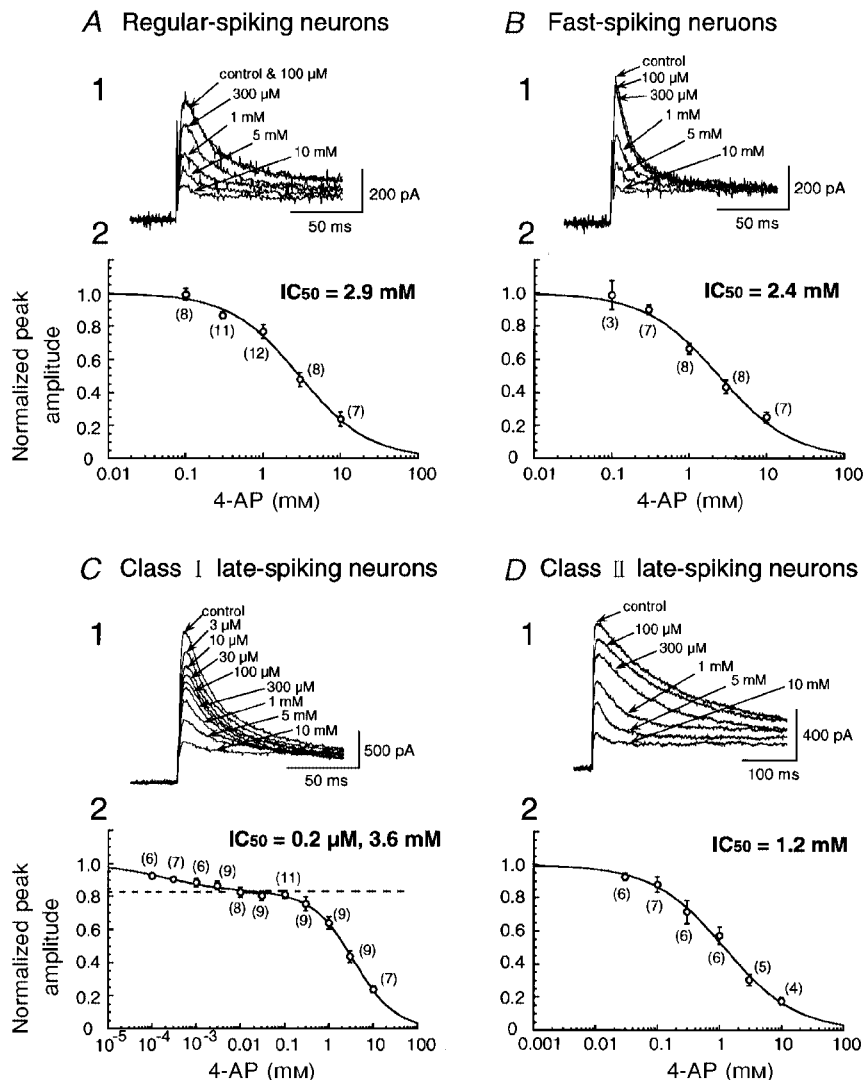 A Regular-spiking neurons
1
control & 100 µM
300 µM
1 mM
5 mM
10 mM
200 pA
50 ms
2
IC50 = 2.9 mM
Normalized peak
amplitude
1.0
0.8
0.6
0.4
0.2
0
(8)
(11)
(12)
(8)
(7)
0.01 0.1 1 10 100
4-AP (mM)
B Fast-spiking neruons
1
control
100 µM
300 µM
1 mM
5 mM
10 mM
200 pA
50 ms
2
IC50 = 2.4 mM
1.0
0.8
0.6
0.4
0.2
0
(3)
(7)
(8)
(8)
(7)
0.01 0.1 1 10 100
4-AP (mM)
C Class I late-spiking neurons
1
control
3 µM
10 µM
30 µM
100 µM
300 µM
1 mM
5 mM
10 mM
500 pA
50 ms
2
IC50 = 0.2 µM, 3.6 mM
Normalized peak
amplitude
1.0
0.8
0.6
0.4
0.2
0
(6) (7) (6) (9)
(8) (9)
(11)
(9)
(9)
(9)
(7)
10-5 10-4 10-3 0.01 0.1 1 10 100
4-AP (mM)
D Class II late-spiking neurons
1
control
100 µM
300 µM
1 mM
5 mM
10 mM
400 pA
100 ms
2
IC50 = 1.2 mM
1.0
0.8
0.6
0.4
0.2
0
(6)
(7)
(6)
(6)
(5)
(4)
0.001 0.01 0.1 1 10 100
4-AP (mM)